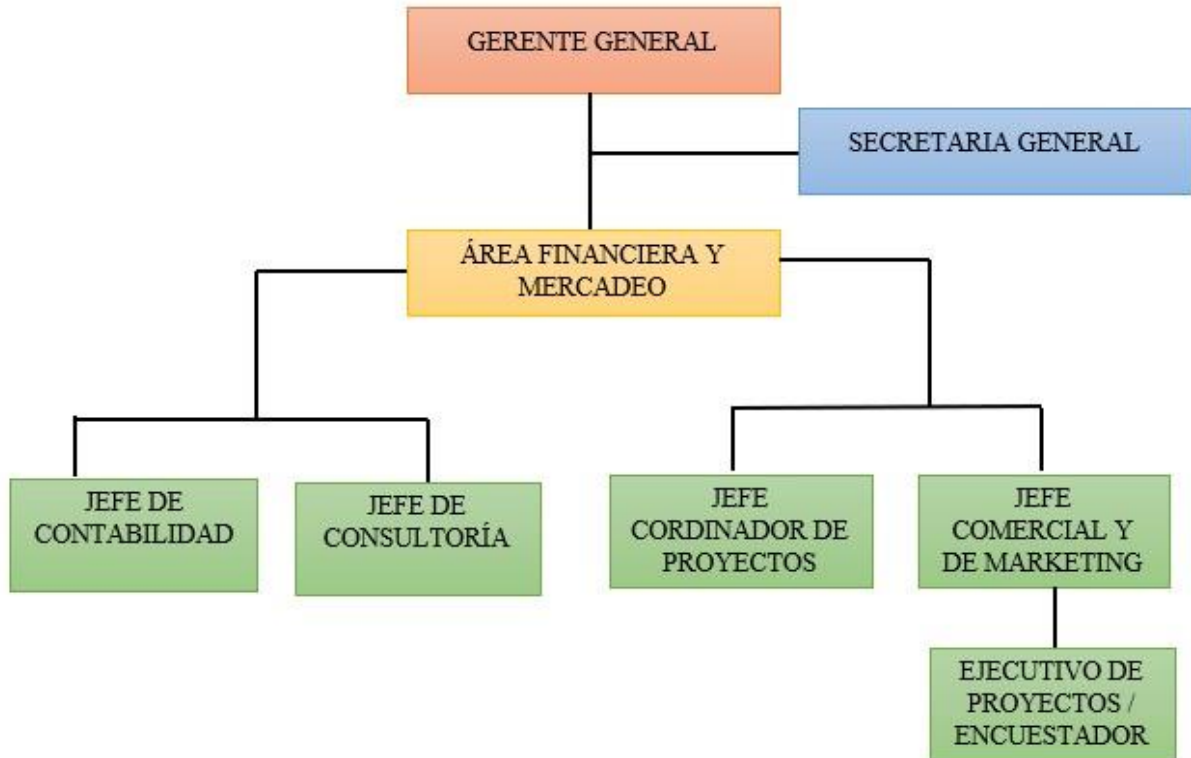 GERENTE GENERAL
SECRETARIA GENERAL
ÁREA FINANCIERA Y
MERCADEO
JEFE DE
CONTABILIDAD
JEFE DE
CONSULTORÍA
JEFE
CORDINADOR DE
PROYECTOS
JEFE
COMERCIAL Y
DE MARKETING
EJECUTIVO DE
PROYECTOS /
ENCUESTADOR